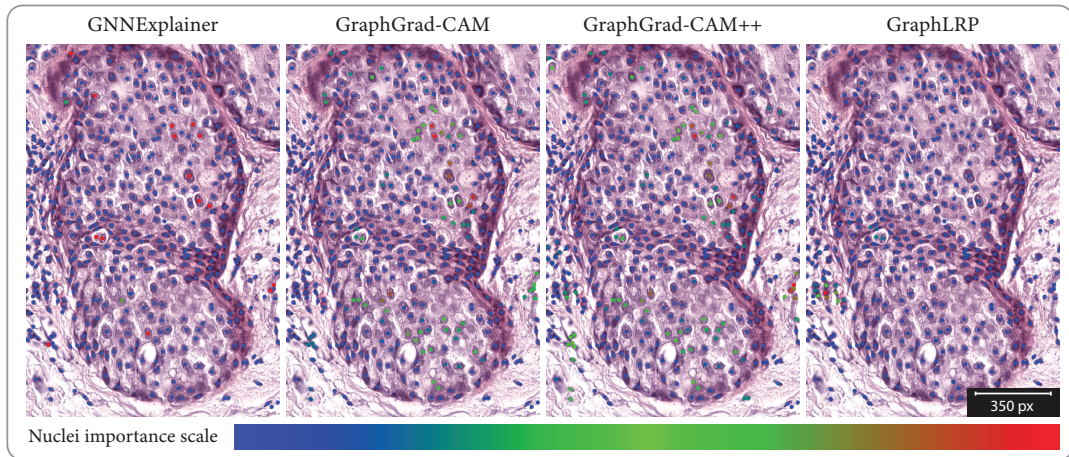 GNNExplainer
GraphGrad-CAM
GraphGrad-CAM++
GraphLRP
350 px
Nuclei importance scale